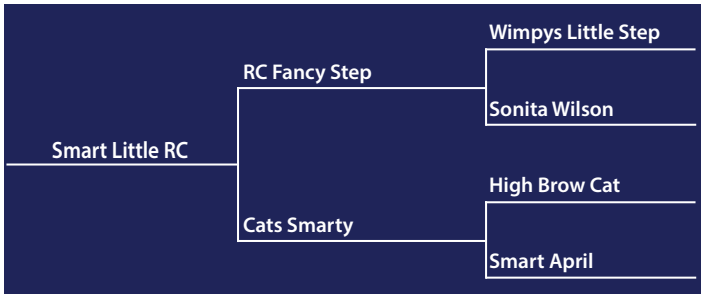 Wimpys Little Step
RC Fancy Step
Sonita Wilson
Smart Little RC
High Brow Cat
Cats Smarty
Smart April